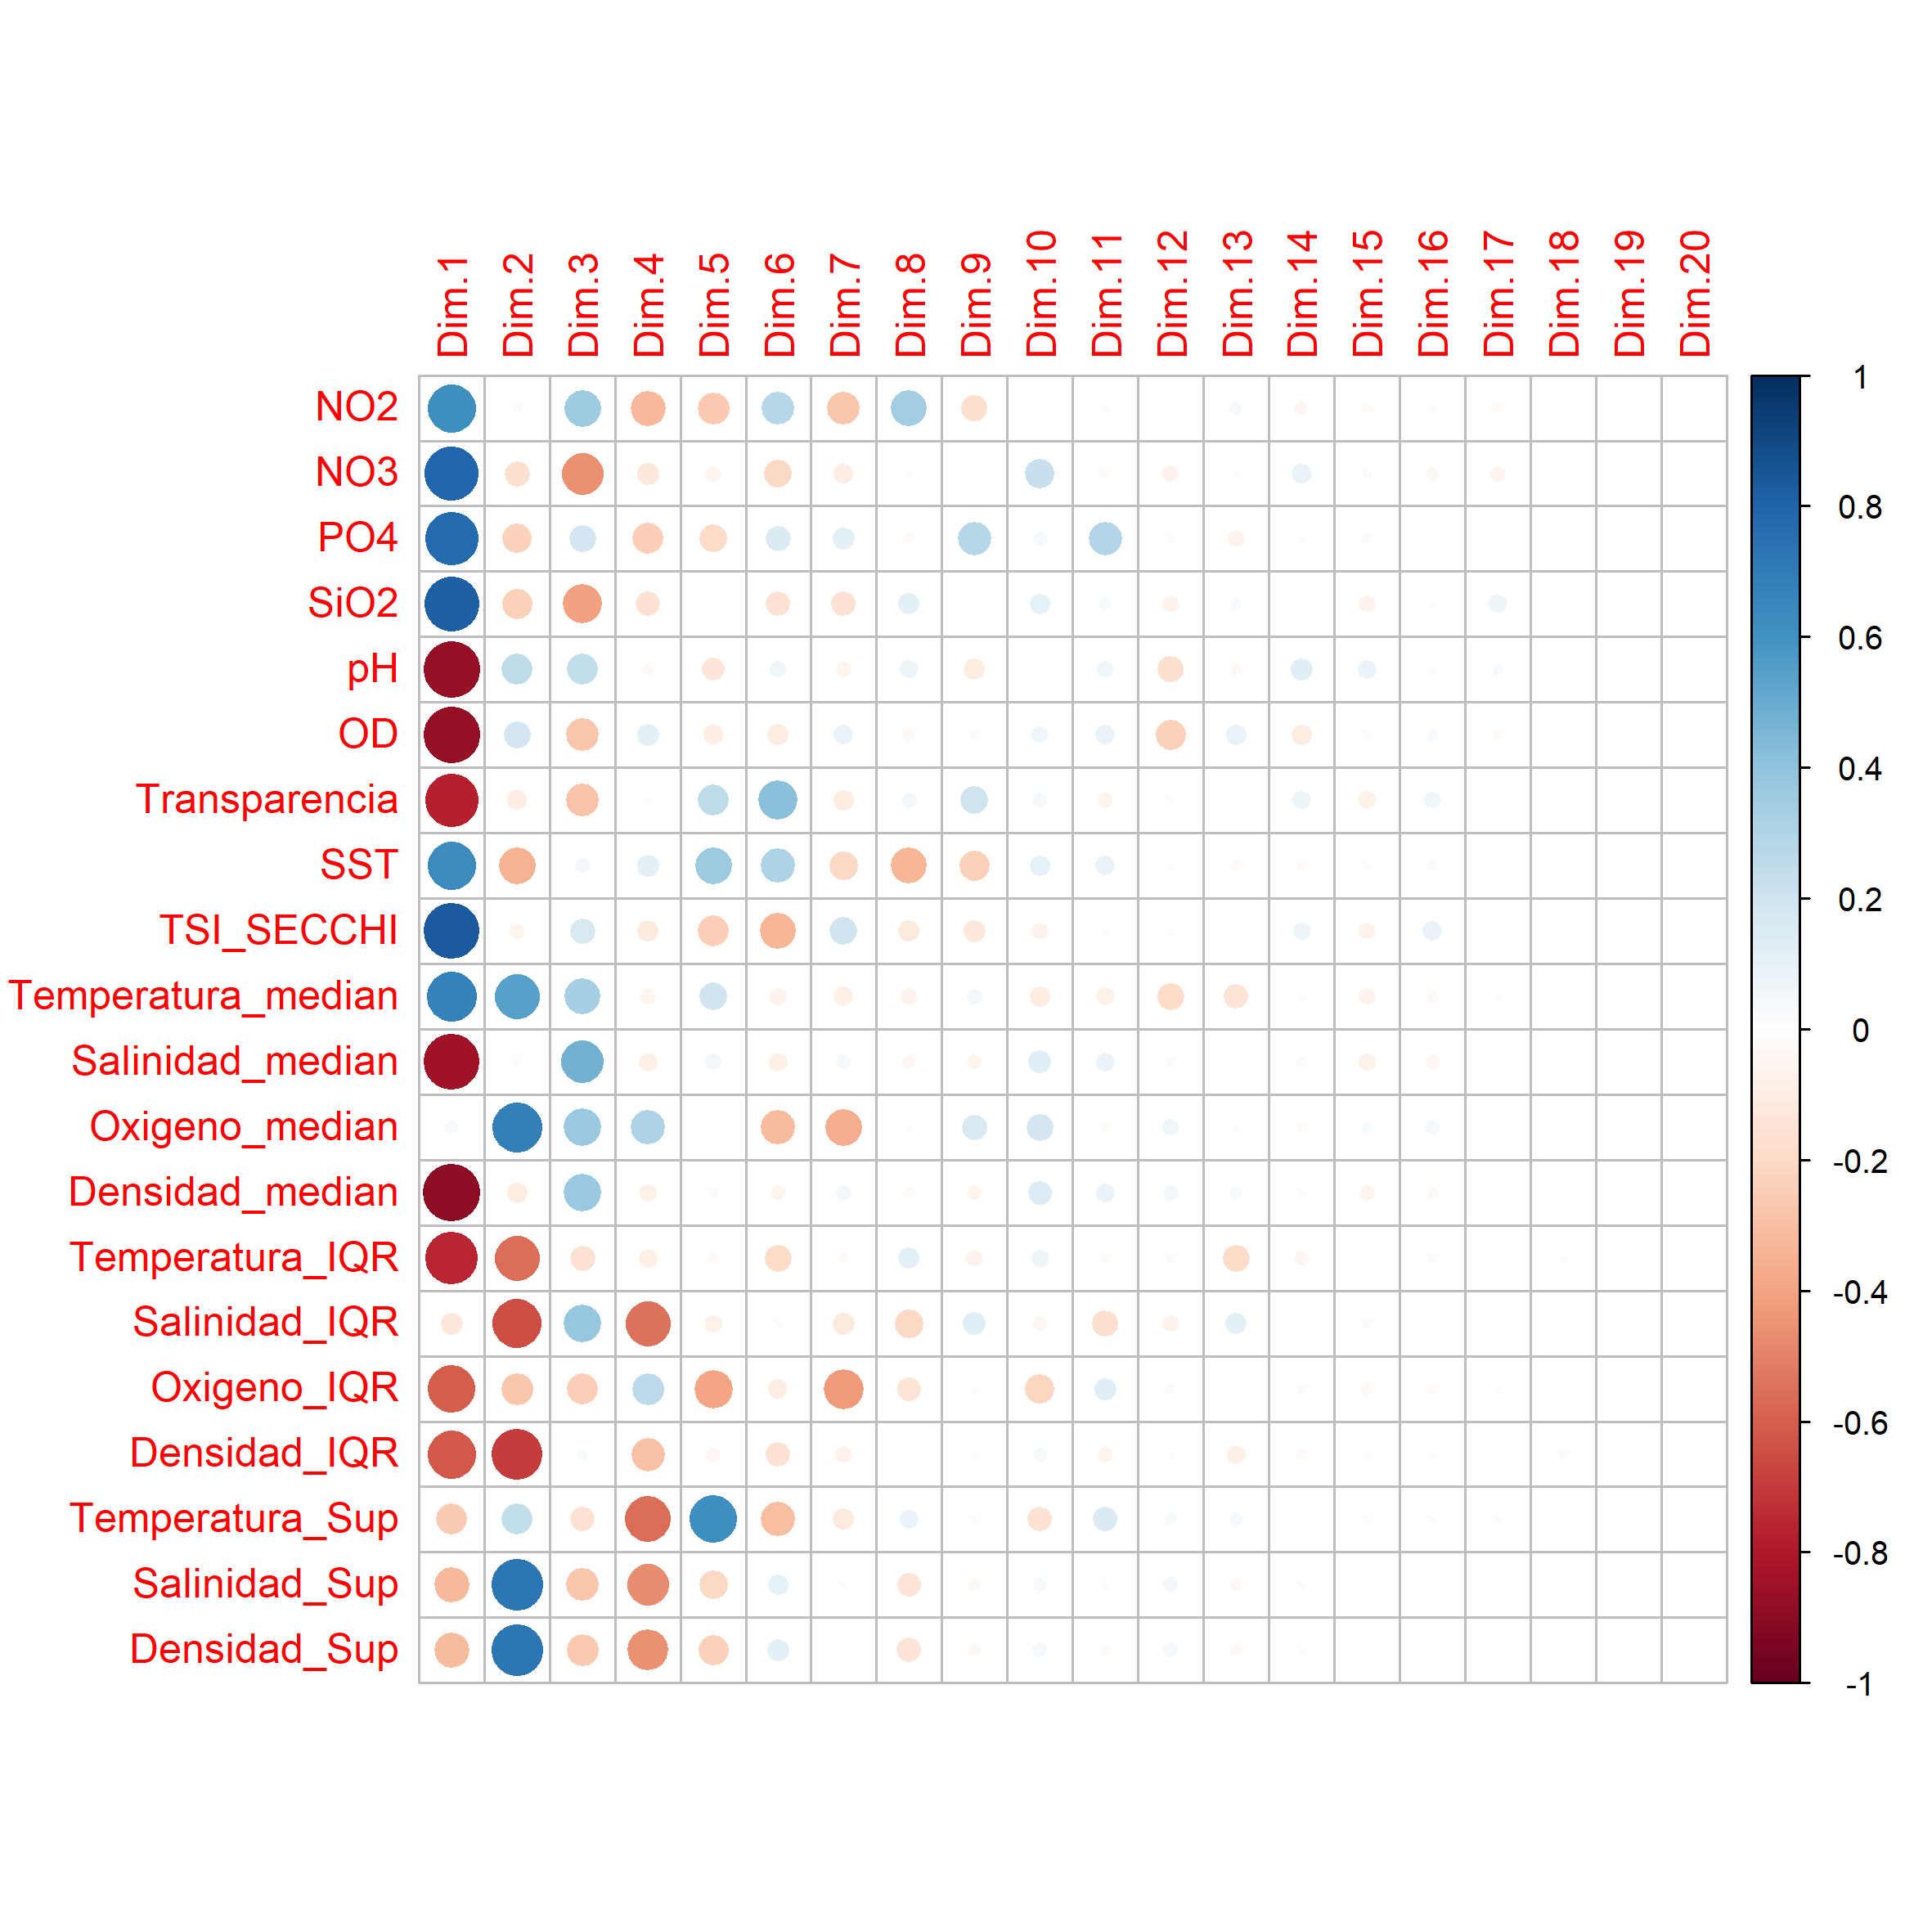 Dim.1
Dim.2
Dim.3
Dim.4
Dim.5
Dim.6
Dim.7
Dim.8
Dim.9
Dim.10
Dim.11
Dim.12
Dim.13
Dim.14
Dim.15
Dim.16
Dim.17
Dim.18
Dim.19
Dim.20
NO2
NO3
PO4
SiO2
pH
OD
Transparencia
SST
TSI_SECCHI
Temperatura_median
Salinidad_median
Oxigeno_median
Densidad_median
Temperatura_IQR
Salinidad_IQR
Oxigeno_IQR
Densidad_IQR
Temperatura_Sup
Salinidad_Sup
Densidad_Sup
1
0.8
0.6
0.4
0.2
0
-0.2
-0.4
-0.6
-0.8
-1